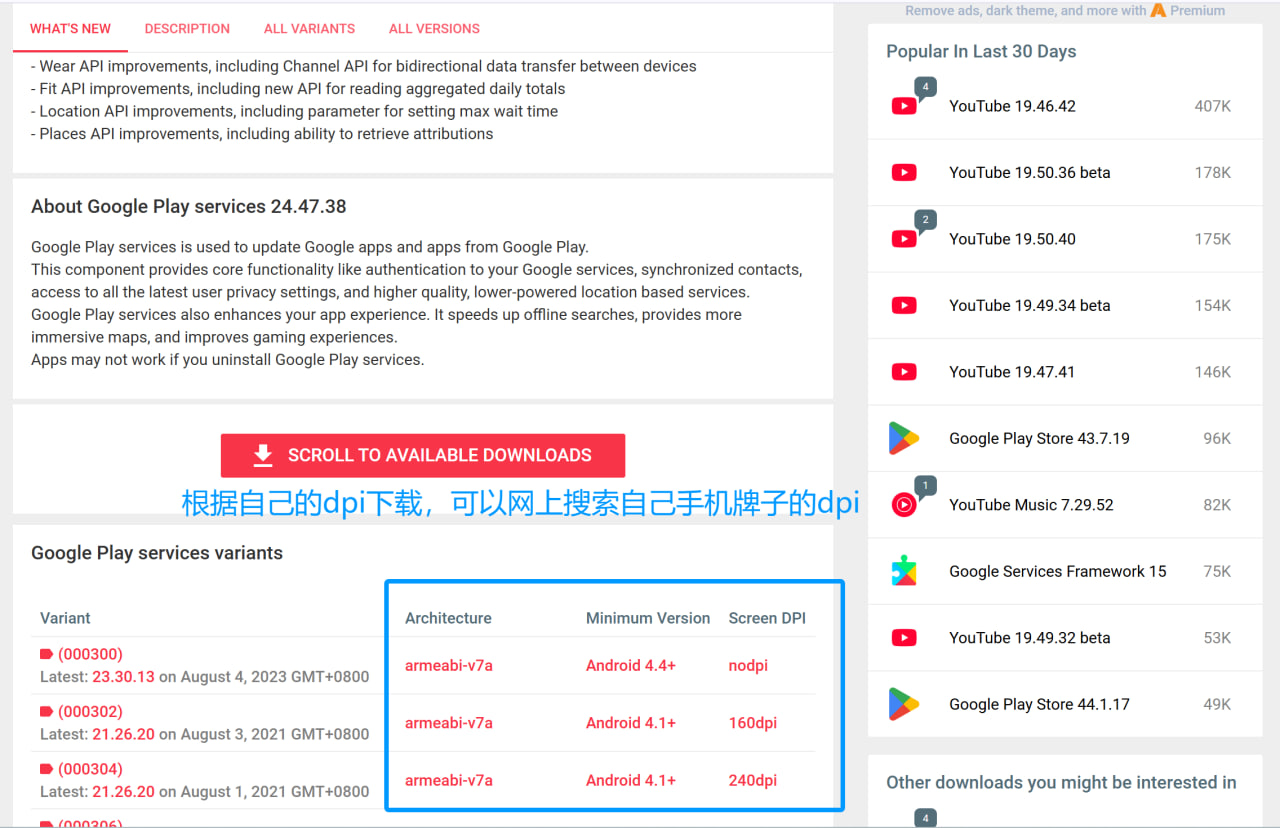 Remove ads, dark theme, and more with Premium
WHAT'S NEW DESCRIPTION ALL VARIANTS ALL VERSIONS
- Wear API improvements, including Channel API for bidirectional data transfer between devices
- Fit API improvements, including new API for reading aggregated daily totals
- Location API improvements, including parameter for setting max wait time
- Places API improvements, including ability to retrieve attributions
About Google Play services 24.47.38
Google Play services is used to update Google apps and apps from Google Play.
This component provides core functionality like authentication to your Google services, synchronized contacts,
access to all the latest user privacy settings, and higher quality, lower-powered location based services.
Google Play services also enhances your app experience. It speeds up offline searches, provides more
immersive maps, and improves gaming experiences.
Apps may not work if you uninstall Google Play services.
SCROLL TO AVAILABLE DOWNLOADS
根据自己的dpi下载，可以网上搜索自己手机牌子的dpi
Google Play services variants
Variant Architecture Minimum Version Screen DPI
(000300)
Latest: 23.30.13 on August 4, 2023 GMT+0800
armeabi-v7a Android 4.4+ nodpi
(000302)
Latest: 21.26.20 on August 3, 2021 GMT+0800
armeabi-v7a Android 4.1+ 160dpi
(000304)
Latest: 21.26.20 on August 1, 2021 GMT+0800
armeabi-v7a Android 4.1+ 240dpi
(000306)
Popular In Last 30 Days
4
YouTube 19.46.42 407K
YouTube 19.50.36 beta 178K
2
YouTube 19.50.40 175K
YouTube 19.49.34 beta 154K
YouTube 19.47.41 146K
Google Play Store 43.7.19 96K
1
YouTube Music 7.29.52 82K
Google Services Framework 15 75K
YouTube 19.49.32 beta 53K
Google Play Store 44.1.17 49K
Other downloads you might be interested in
4